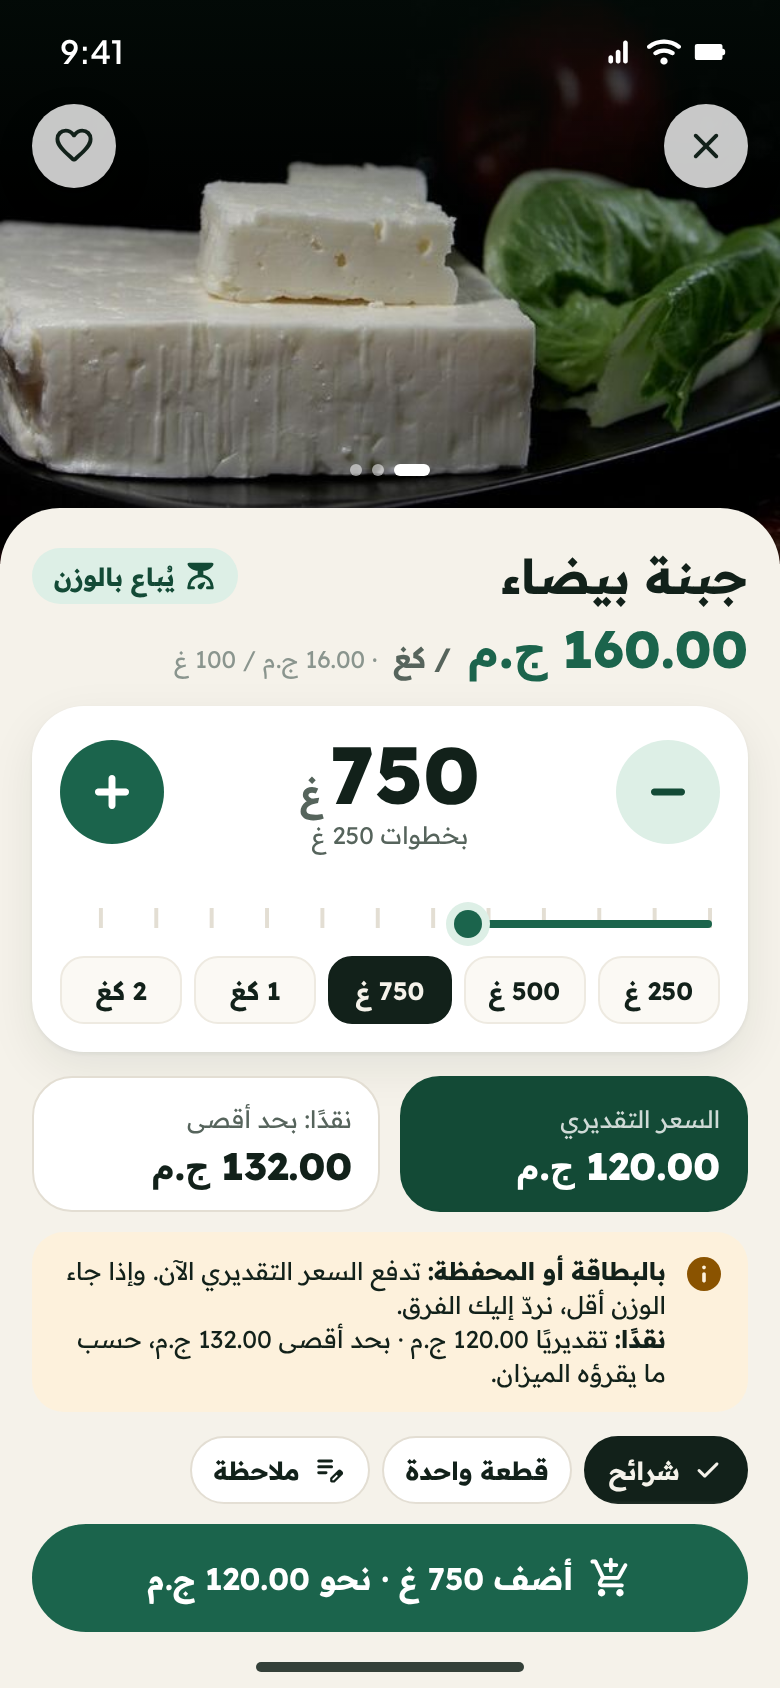 9:41
جبنة بيضاء
يُباع بالوزن
160.00 ج.م / كغ · 16.00 ج.م / 100 غ
750 غ
بخطوات 250 غ
250 غ
500 غ
750 غ
1 كغ
2 كغ
السعر التقديري
120.00 ج.م
نقدًا: بحد أقصى
132.00 ج.م
بالبطاقة أو المحفظة: تدفع السعر التقديري الآن. وإذا جاء
الوزن أقل، نردّ إليك الفرق.
نقدًا: تقديريًا 120.00 ج.م · بحد أقصى 132.00 ج.م، حسب
ما يقرؤه الميزان.
شرائح
قطعة واحدة
ملاحظة
أضف 750 غ · نحو 120.00 ج.م